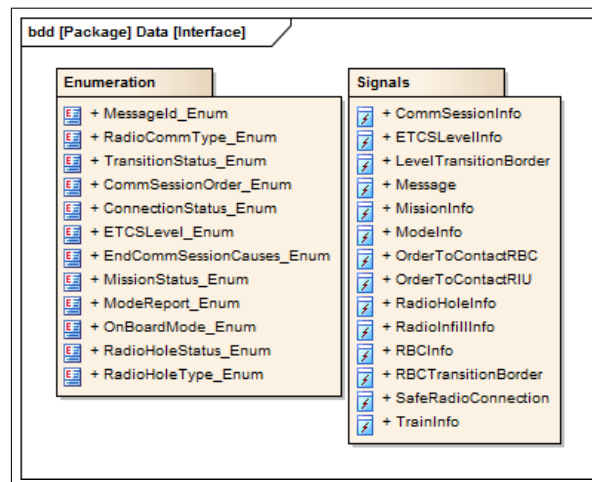 bdd [Package] Data [Interface]
Enumeration
+ MessageId_Enum
+ RadioCommType_Enum
+ TransitionStatus_Enum
+ CommSessionOrder_Enum
+ ConnectionStatus_Enum
+ ETCSLevel_Enum
+ EndCommSessionCauses_Enum
+ MissionStatus_Enum
+ ModeReport_Enum
+ OnBoardMode_Enum
+ RadioHoleStatus_Enum
+ RadioHoleType_Enum
Signals
+ CommSessionInfo
+ ETCSLevelInfo
+ LevelTransitionBorder
+ Message
+ MissionInfo
+ ModeInfo
+ OrderToContactRBC
+ OrderToContactRIU
+ RadioHoleInfo
+ RadioInfillInfo
+ RBCInfo
+ RBCTransitionBorder
+ SafeRadioConnection
+ TrainInfo